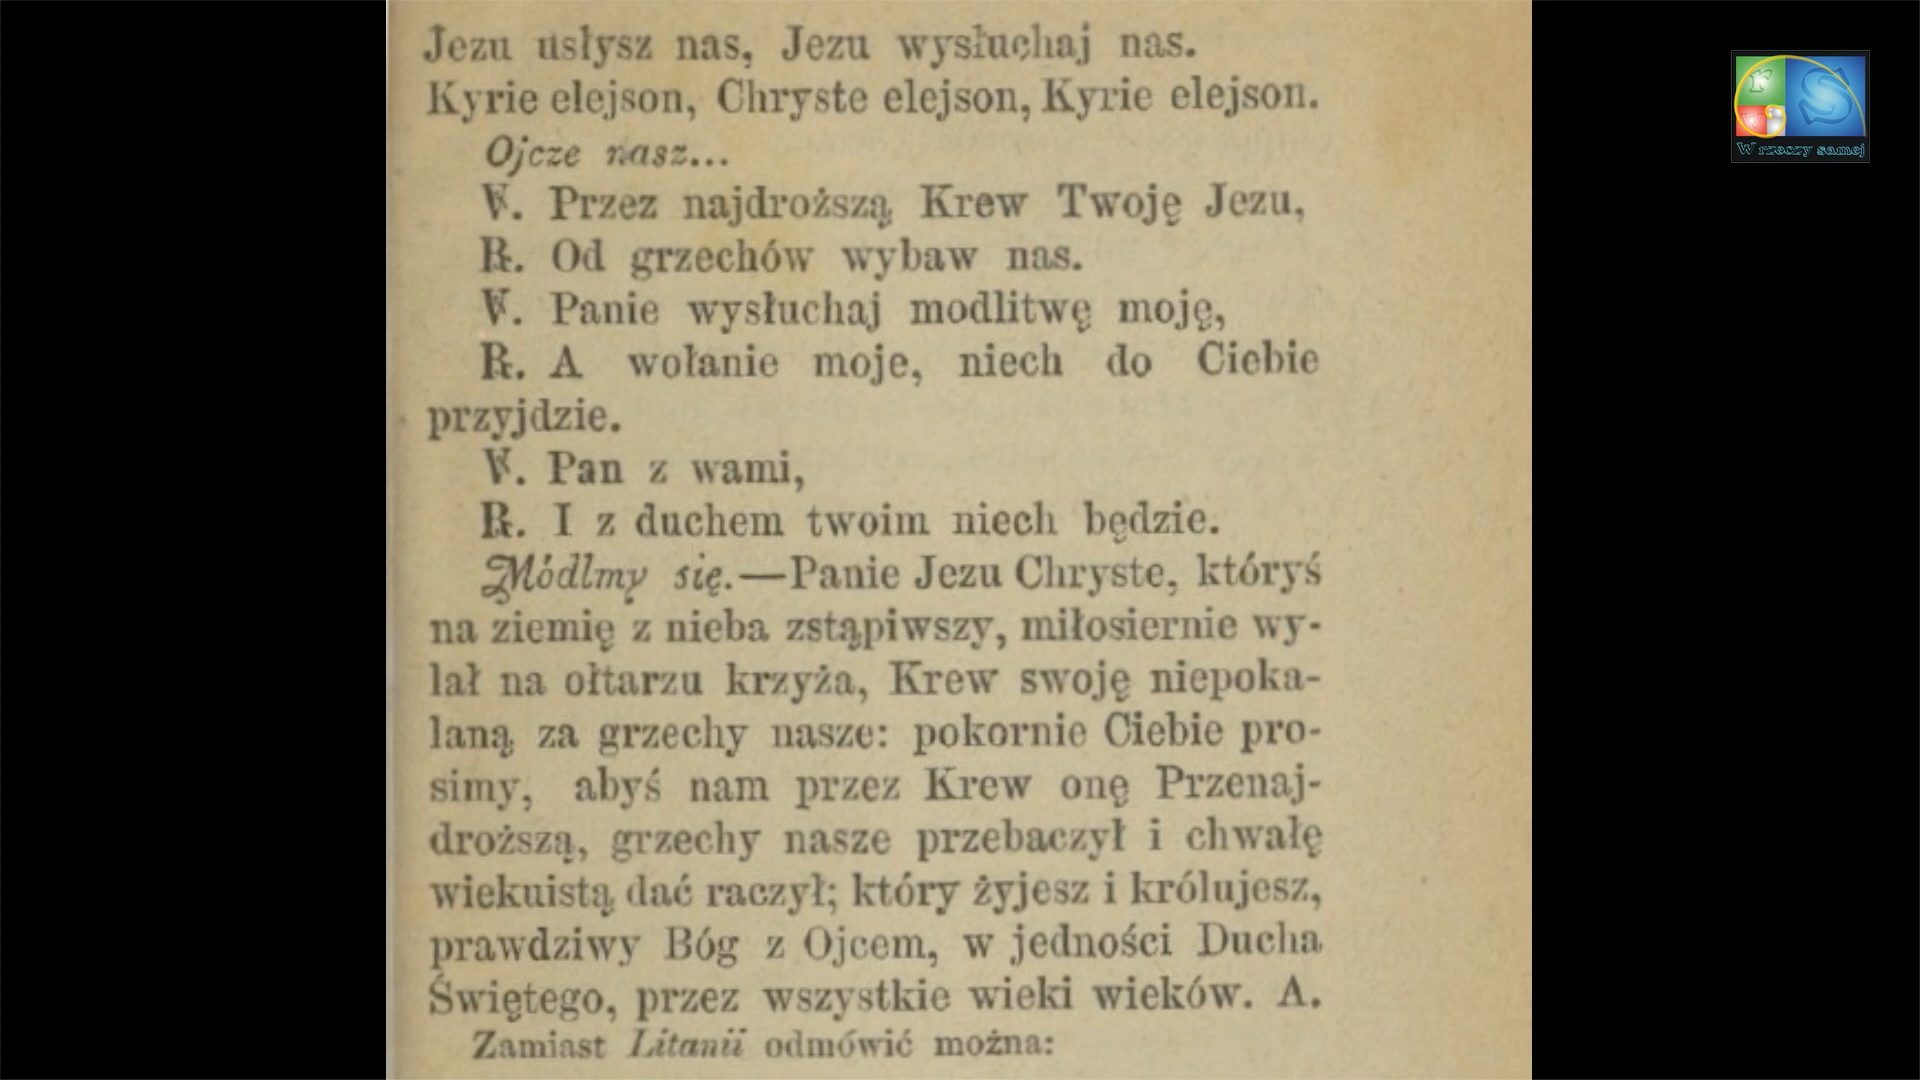 Jezu usłysz nas, Jezu wysłuchaj nas.
Kyrie elejson, Chryste elejson, Kyrie elejson.
Ojcze nasz...
℣. Przez najdroższą Krew Twoję Jezu,
℟. Od grzechów wybaw nas.
℣. Panie wysłuchaj modlitwę moję,
℟. A wołanie moje, niech do Ciebie
przyjdzie.
℣. Pan z wami,
℟. I z duchem twoim niech będzie.
Módlmy się.—Panie Jezu Chryste, któryś
na ziemię z nieba zstąpiwszy, miłosiernie wy-
lał na ołtarzu krzyża, Krew swoję niepoka-
laną za grzechy nasze: pokornie Ciebie pro-
simy, abyś nam przez Krew onę Przenaj-
droższą, grzechy nasze przebaczył i chwałę
wiekuistą dać raczył; który żyjesz i królujesz,
prawdziwy Bóg z Ojcem, w jedności Ducha
Świętego, przez wszystkie wieki wieków. A.
Zamiast Litanii odmówić można:
r S
w s
W rzeczy samej